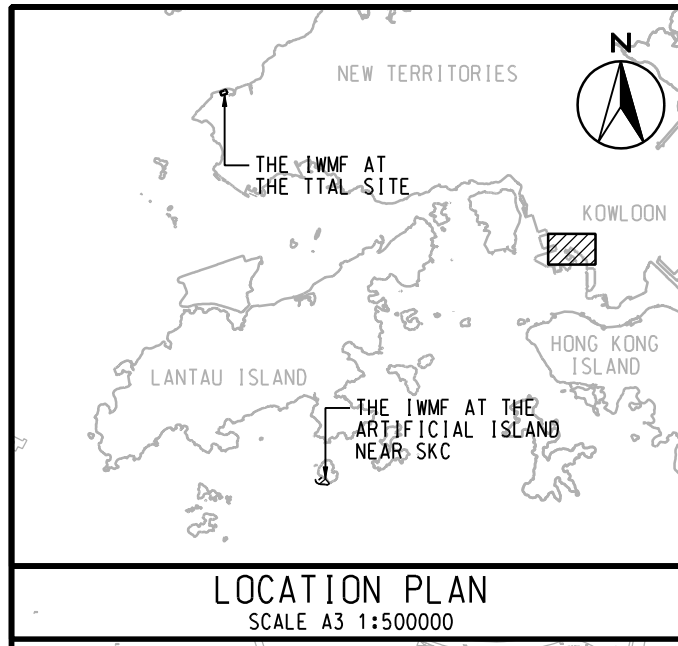 N
NEW TERRITORIES
THE IWMF AT
THE TTAL SITE
KOWLOON
HONG KONG
ISLAND
LANTAU ISLAND
THE IWMF AT THE
ARTIFICIAL ISLAND
NEAR SKC
LOCATION PLAN
SCALE A3 1:500000